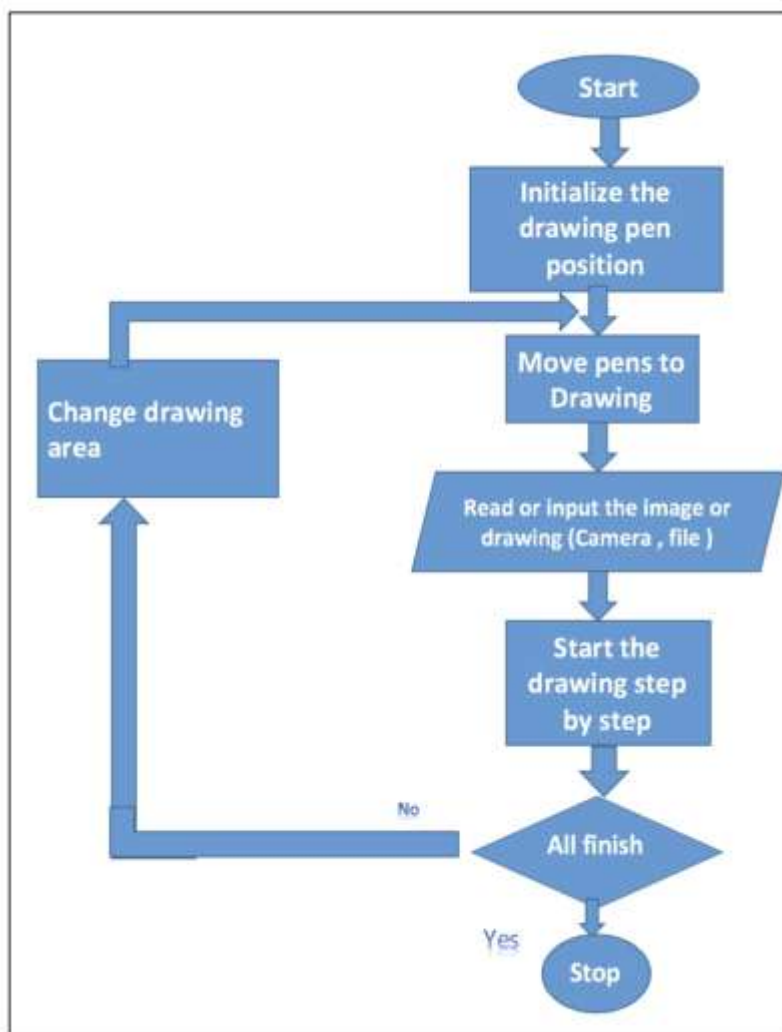 Start
Initialize the
drawing pen
position
Move pens to
Drawing
Change drawing
area
Read or input the image or
drawing (Camera , file )
Start the
drawing step
by step
No
All finish
Yes
Stop